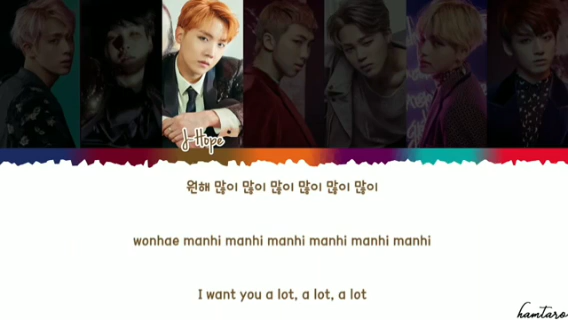 J-Hope
원해 많이 많이 많이 많이 많이 많이
wonhae manhi manhi manhi manhi manhi manhi
I want you a lot, a lot, a lot
hamtaro